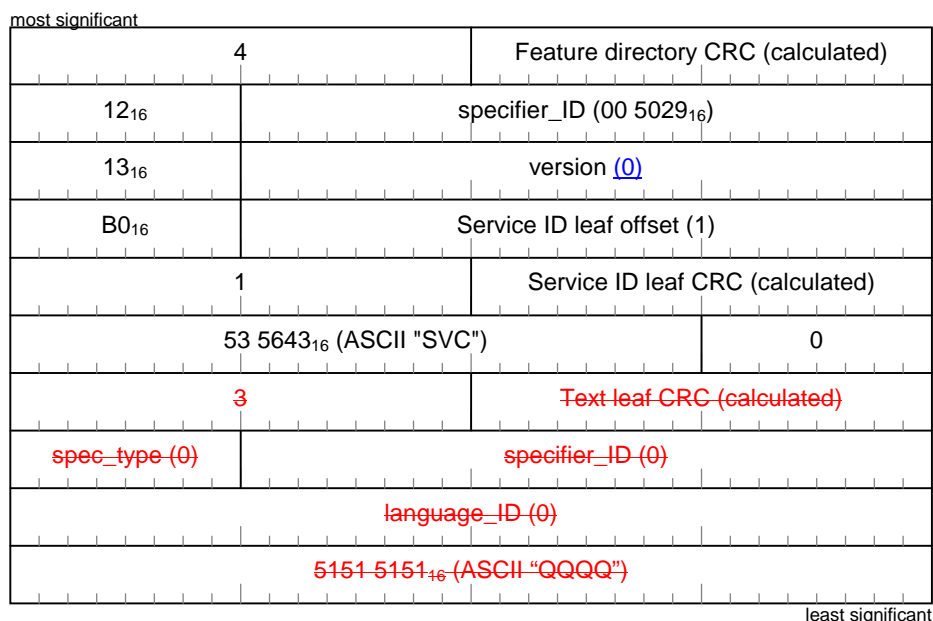 most significant
4 Feature directory CRC (calculated)
12₁₆ specifier_ID (00 5029₁₆)
13₁₆ version (0)
B0₁₆ Service ID leaf offset (1)
1 Service ID leaf CRC (calculated)
53 5643₁₆ (ASCII "SVC") 0
3 Text leaf CRC (calculated)
spec_type (0) specifier_ID (0)
language_ID (0)
5151 5151₁₆ (ASCII “QQQQ”)
least significant